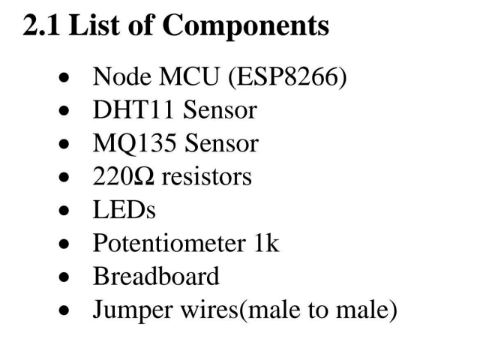 2.1 List of Components
• Node MCU (ESP8266)
• DHT11 Sensor
• MQ135 Sensor
• 220Ω resistors
• LEDs
• Potentiometer 1k
• Breadboard
• Jumper wires(male to male)